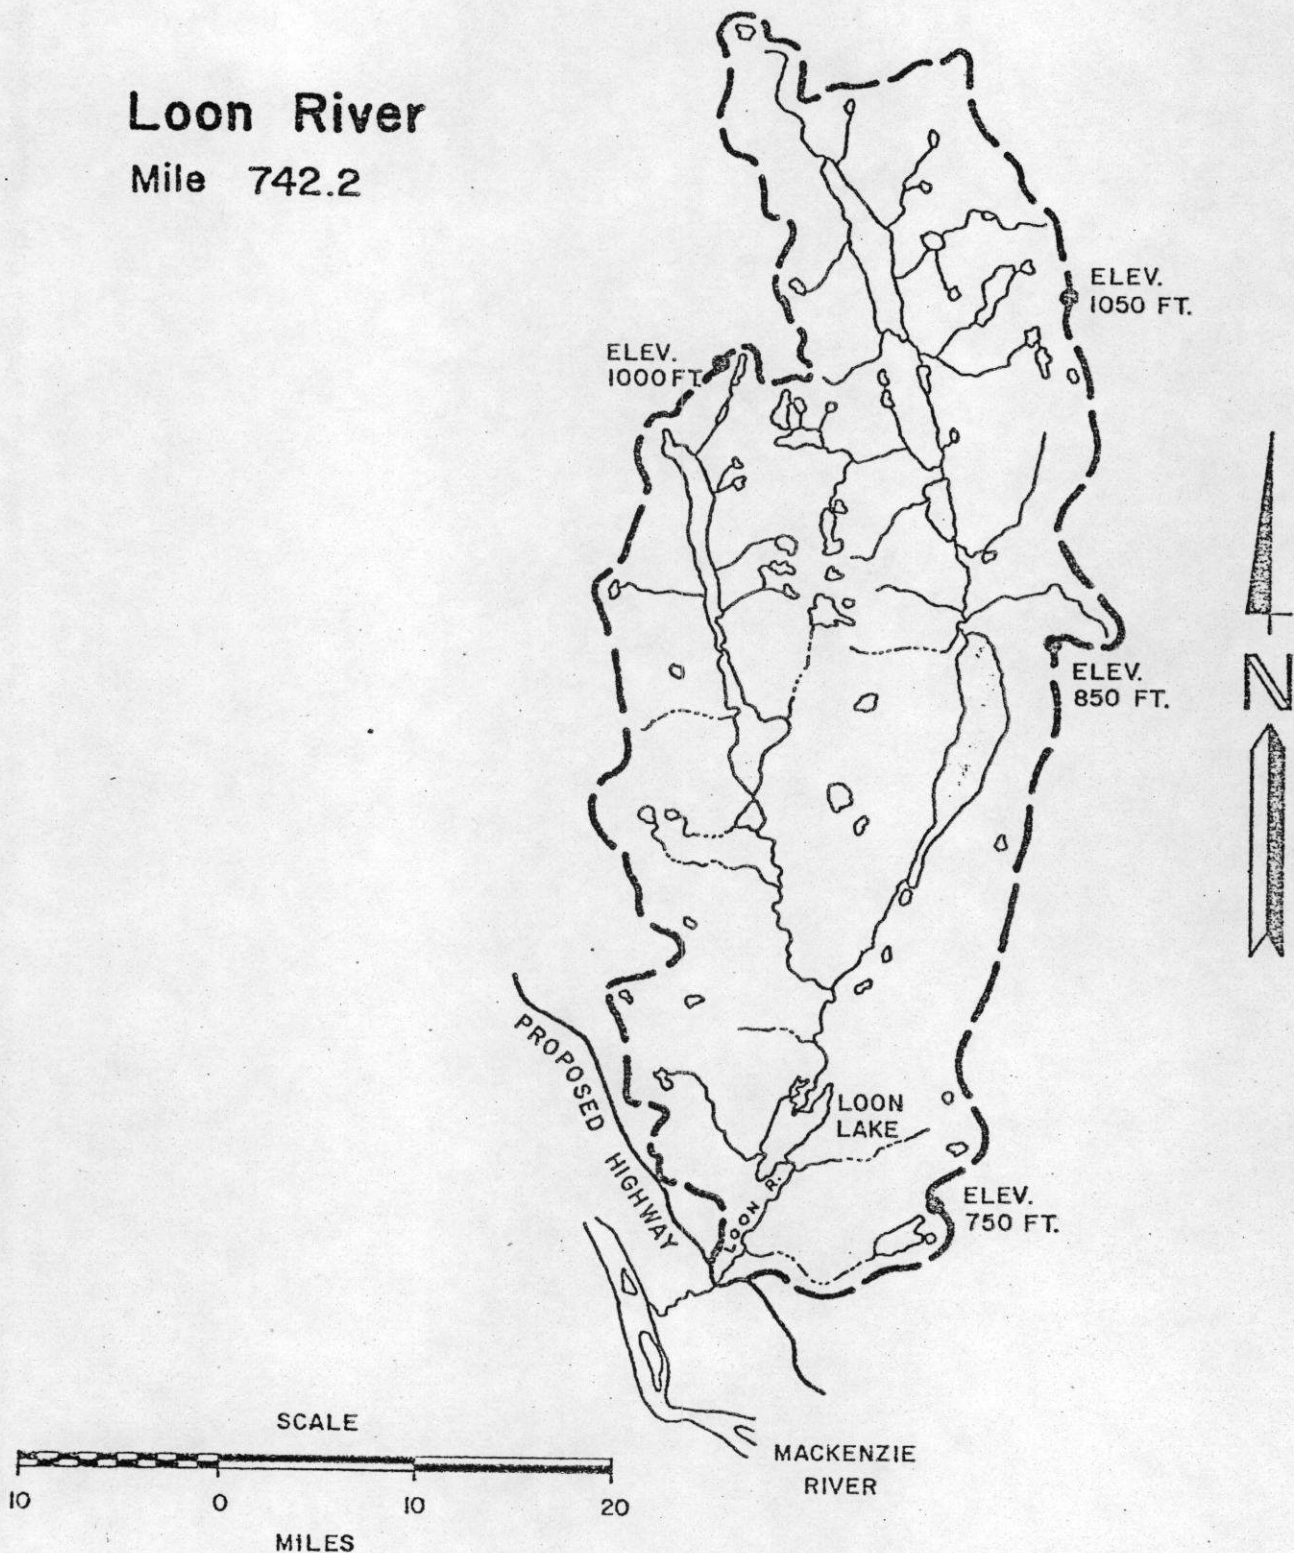 Loon River
Mile 742.2
ELEV.
1050 FT.
ELEV.
1000 FT.
N
ELEV.
850 FT.
PROPOSED HIGHWAY
LOON
LAKE
LOON R.
ELEV.
750 FT.
SCALE
10 0 10 20
MILES
MACKENZIE
RIVER